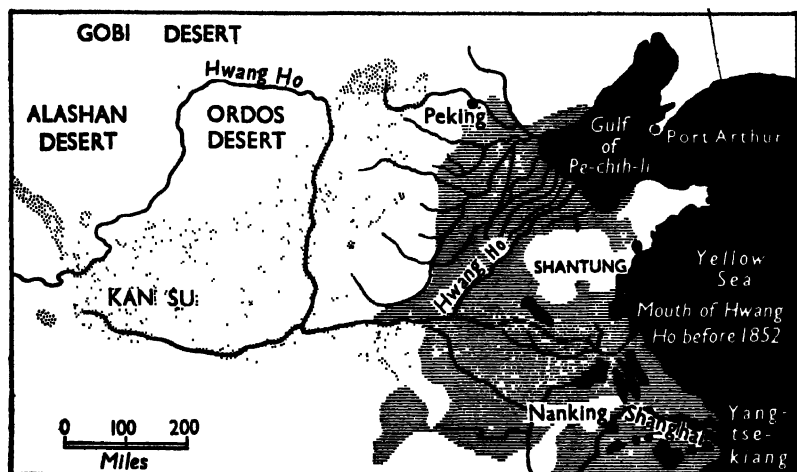 GOBI DESERT
Hwang Ho
ALASHAN
DESERT
ORDOS
DESERT
Peking
Gulf
of
Pe-chih-li
Port Arthur
Hwang Ho
SHANTUNG
Yellow
Sea
KAN SU
Mouth of Hwang
Ho before 1852
Nanking
Shanghai
Yang-
tse-
kiang
0 100 200
Miles